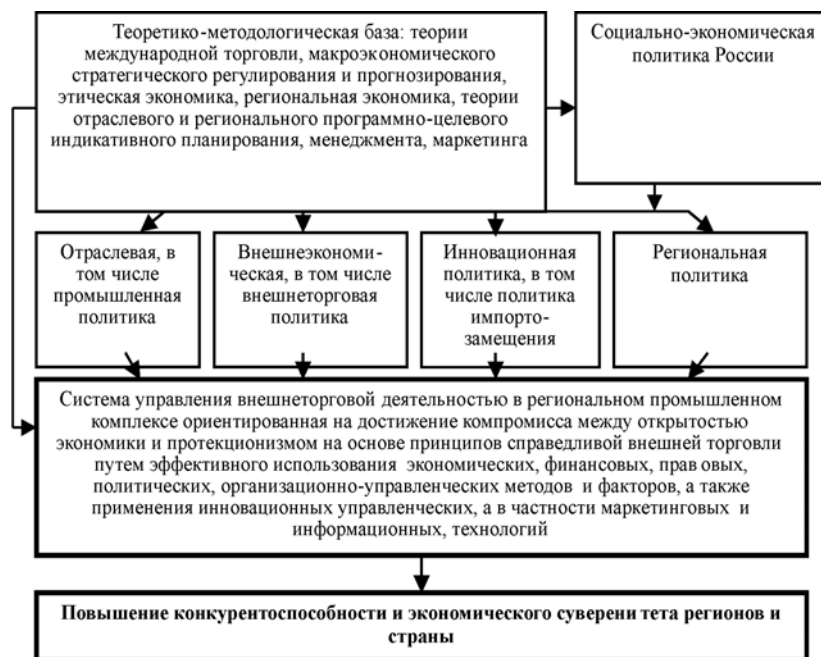 Теоретико-методологическая база: теории
международной торговли, макроэкономического
стратегического регулирования и прогнозирования,
этическая экономика, региональная экономика, теории
отраслевого и регионального программно-целевого
индикативного планирования, менеджмента, маркетинга
Социально-экономическая
политика России
Отраслевая, в
том числе
промышленная
политика
Внешнеэкономи-
ческая, в том числе
внешнеторговая
политика
Инновационная
политика, в том
числе политика
импорто-
замещения
Региональная
политика
Система управления внешнеторговой деятельностью в региональном промышленном
комплексе ориентированная на достижение компромисса между открытостью
экономики и протекционизмом на основе принципов справедливой внешней торговли
путем эффективного использования экономических, финансовых, прав овых,
политических, организационно-управленческих методов и факторов, а также
применения инновационных управленческих, а в частности маркетинговых и
информационных, технологий
Повышение конкурентоспособности и экономического суверени тета регионов и
страны